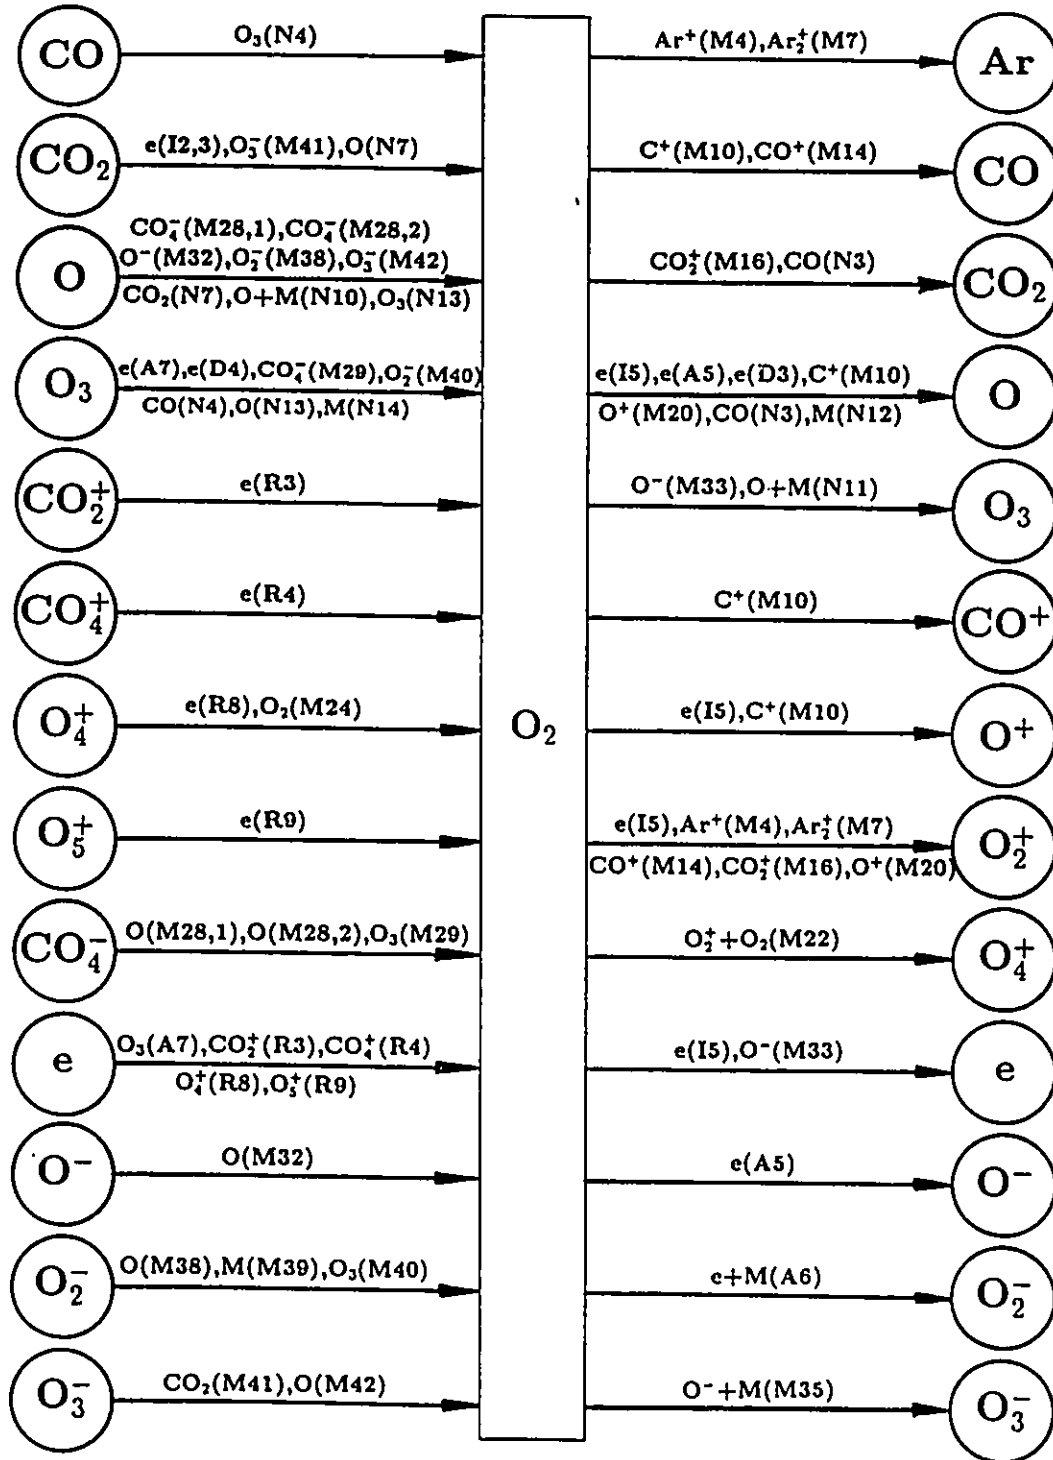 CO O₃(N4) Ar⁺(M4),Ar₂⁺(M7) Ar
CO₂ e(I2,3),O₃⁻(M41),O(N7) C⁺(M10),CO⁺(M14) CO
CO₄⁻(M28,1),CO₄⁻(M28,2)
O O⁻(M32),O₂⁻(M38),O₃⁻(M42) CO₂⁺(M16),CO(N3) CO₂
CO₂(N7),O+M(N10),O₃(N13)
O₃ e(A7),e(D4),CO₄⁻(M29),O₂⁻(M40) e(I5),e(A5),e(D3),C⁺(M10) O
CO(N4),O(N13),M(N14) O⁺(M20),CO(N3),M(N12)
CO₂⁺ e(R3) O⁻(M33),O+M(N11) O₃
CO₄⁺ e(R4) C⁺(M10) CO⁺
O₄⁺ e(R8),O₂(M24) O₂ e(I5),C⁺(M10) O⁺
O₅⁺ e(R9) e(I5),Ar⁺(M4),Ar₂⁺(M7) O₂⁺
CO⁺(M14),CO₂⁺(M16),O⁺(M20)
CO₄⁻ O(M28,1),O(M28,2),O₃(M29) O₂⁺+O₂(M22) O₄⁺
e O₃(A7),CO₂⁺(R3),CO₄⁺(R4) e(I5),O⁻(M33) e
O₄⁺(R8),O₅⁺(R9)
O⁻ O(M32) e(A5) O⁻
O₂⁻ O(M38),M(M39),O₃(M40) e+M(A6) O₂⁻
O₃⁻ CO₂(M41),O(M42) O⁻+M(M35) O₃⁻